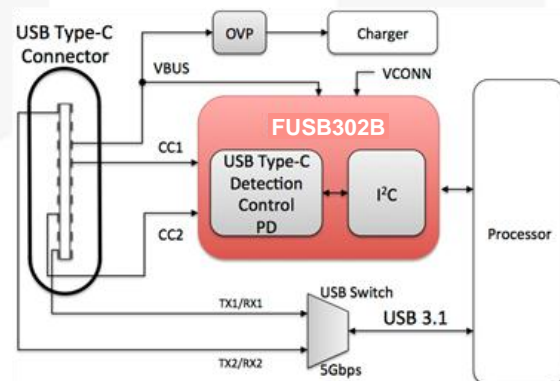 USB Type-C
Connector
OVP
Charger
VBUS
VCONN
FUSB302B
CC1
USB Type-C
Detection
Control
PD
I²C
CC2
Processor
TX1/RX1
USB Switch
USB 3.1
TX2/RX2
5Gbps